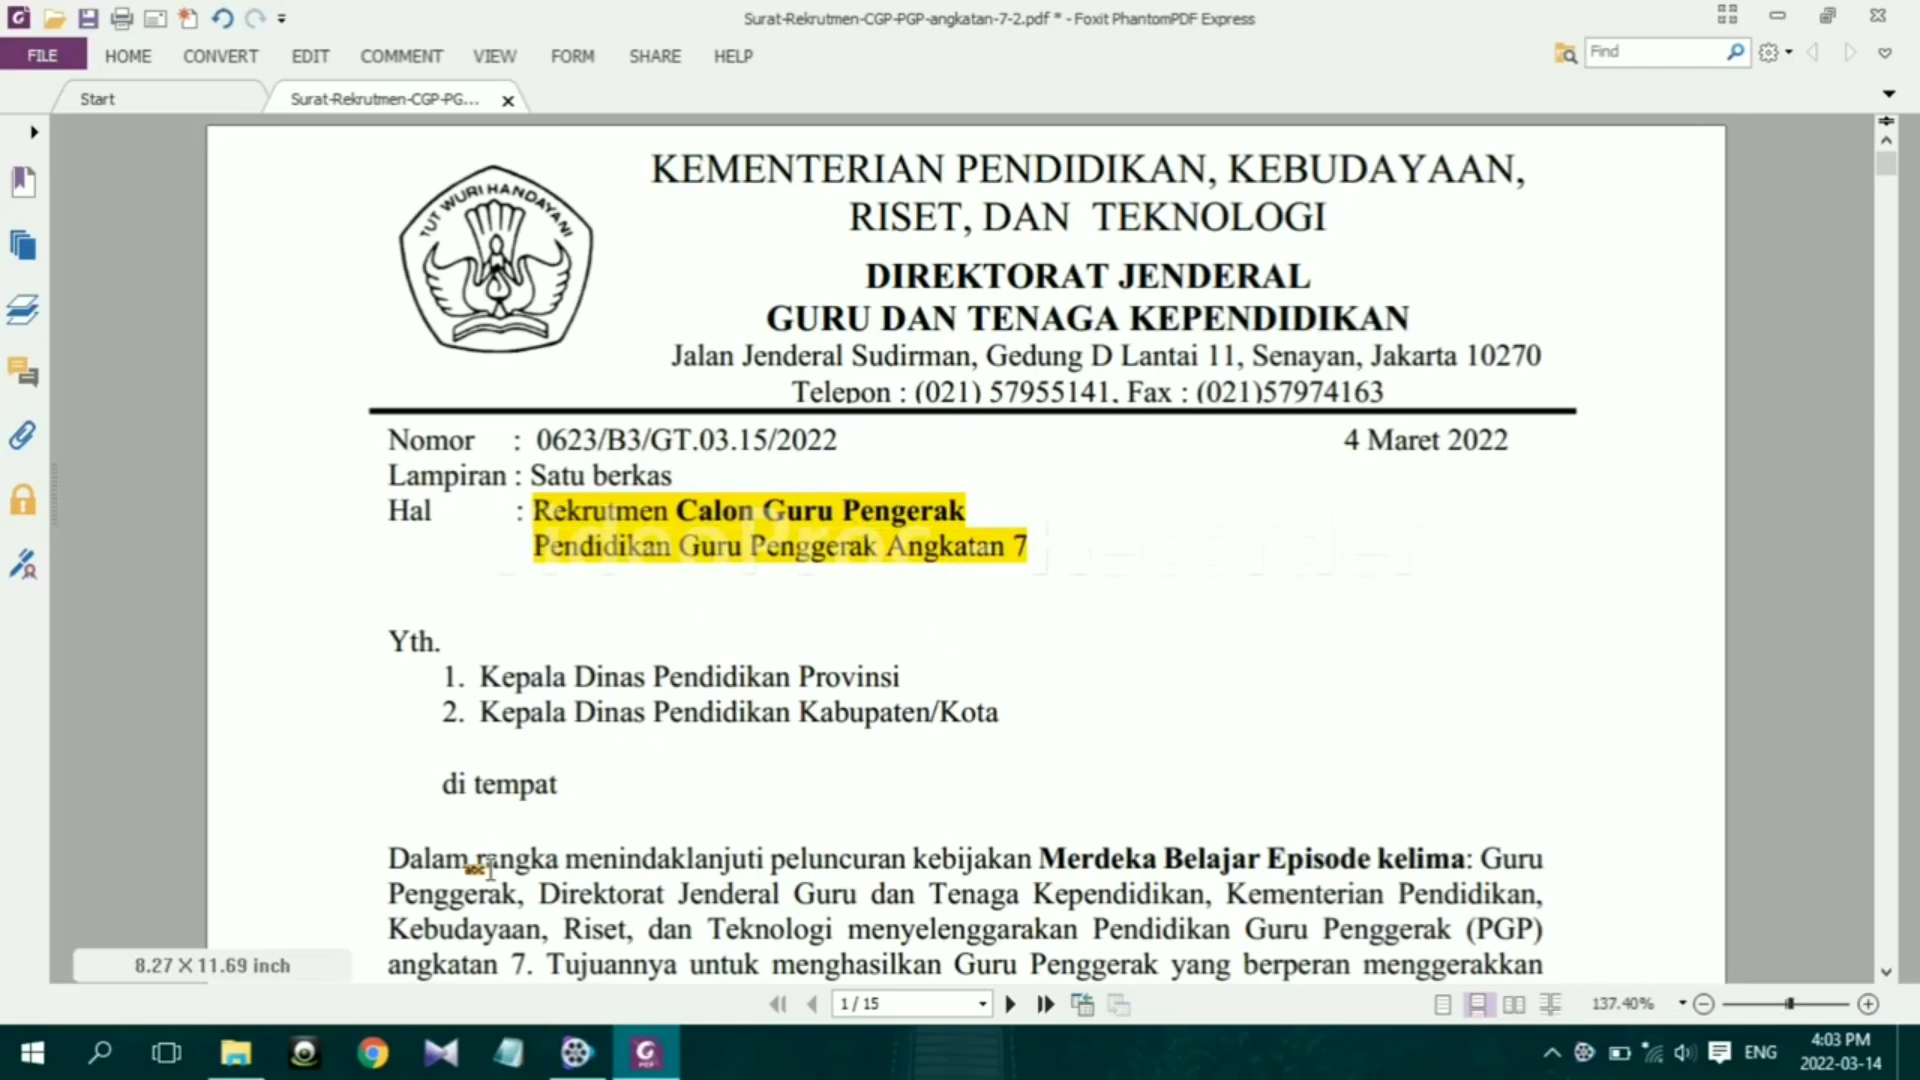 Surat-Rekrutmen-CGP-PGP-angkatan-7-2.pdf * - Foxit PhantomPDF Express
FILE HOME CONVERT EDIT COMMENT VIEW FORM SHARE HELP
Find
Start
Surat-Rekrutmen-CGP-PG...
TUT WURI HANDAYANI
KEMENTERIAN PENDIDIKAN, KEBUDAYAAN,
RISET, DAN TEKNOLOGI
DIREKTORAT JENDERAL
GURU DAN TENAGA KEPENDIDIKAN
Jalan Jenderal Sudirman, Gedung D Lantai 11, Senayan, Jakarta 10270
Telepon : (021) 57955141, Fax : (021)57974163
Nomor : 0623/B3/GT.03.15/2022 4 Maret 2022
Lampiran : Satu berkas
Hal : Rekrutmen Calon Guru Pengerak
Pendidikan Guru Penggerak Angkatan 7
Yth.
1. Kepala Dinas Pendidikan Provinsi
2. Kepala Dinas Pendidikan Kabupaten/Kota
di tempat
Dalam rangka menindaklanjuti peluncuran kebijakan Merdeka Belajar Episode kelima: Guru
Penggerak, Direktorat Jenderal Guru dan Tenaga Kependidikan, Kementerian Pendidikan,
Kebudayaan, Riset, dan Teknologi menyelenggarakan Pendidikan Guru Penggerak (PGP)
angkatan 7. Tujuannya untuk menghasilkan Guru Penggerak yang berperan menggerakkan
8.27 X 11.69 inch
1 / 15
137.40%
ENG
4:03 PM
2022-03-14